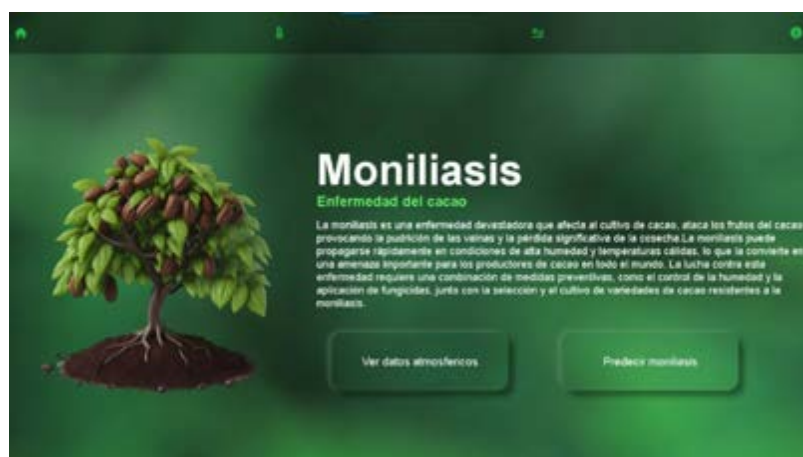 Moniliasis
Enfermedad del cacao
La moniliasis es una enfermedad devastadora que afecta al cultivo de cacao, ataca los frutos del cacao
provocando la pudrición de las vainas y la pérdida significativa de la cosecha.La moniliasis puede
propagarse rápidamente en condiciones de alta humedad y temperaturas cálidas, lo que la convierte en
una amenaza importante para los productores de cacao en todo el mundo. La lucha contra esta
enfermedad requiere una combinación de medidas preventivas, como el control de la humedad y la
aplicación de fungicidas, junto con la selección y el cultivo de variedades de cacao resistentes a la
moniliasis.
Ver datos atmosfericos
Predecir moniliasis